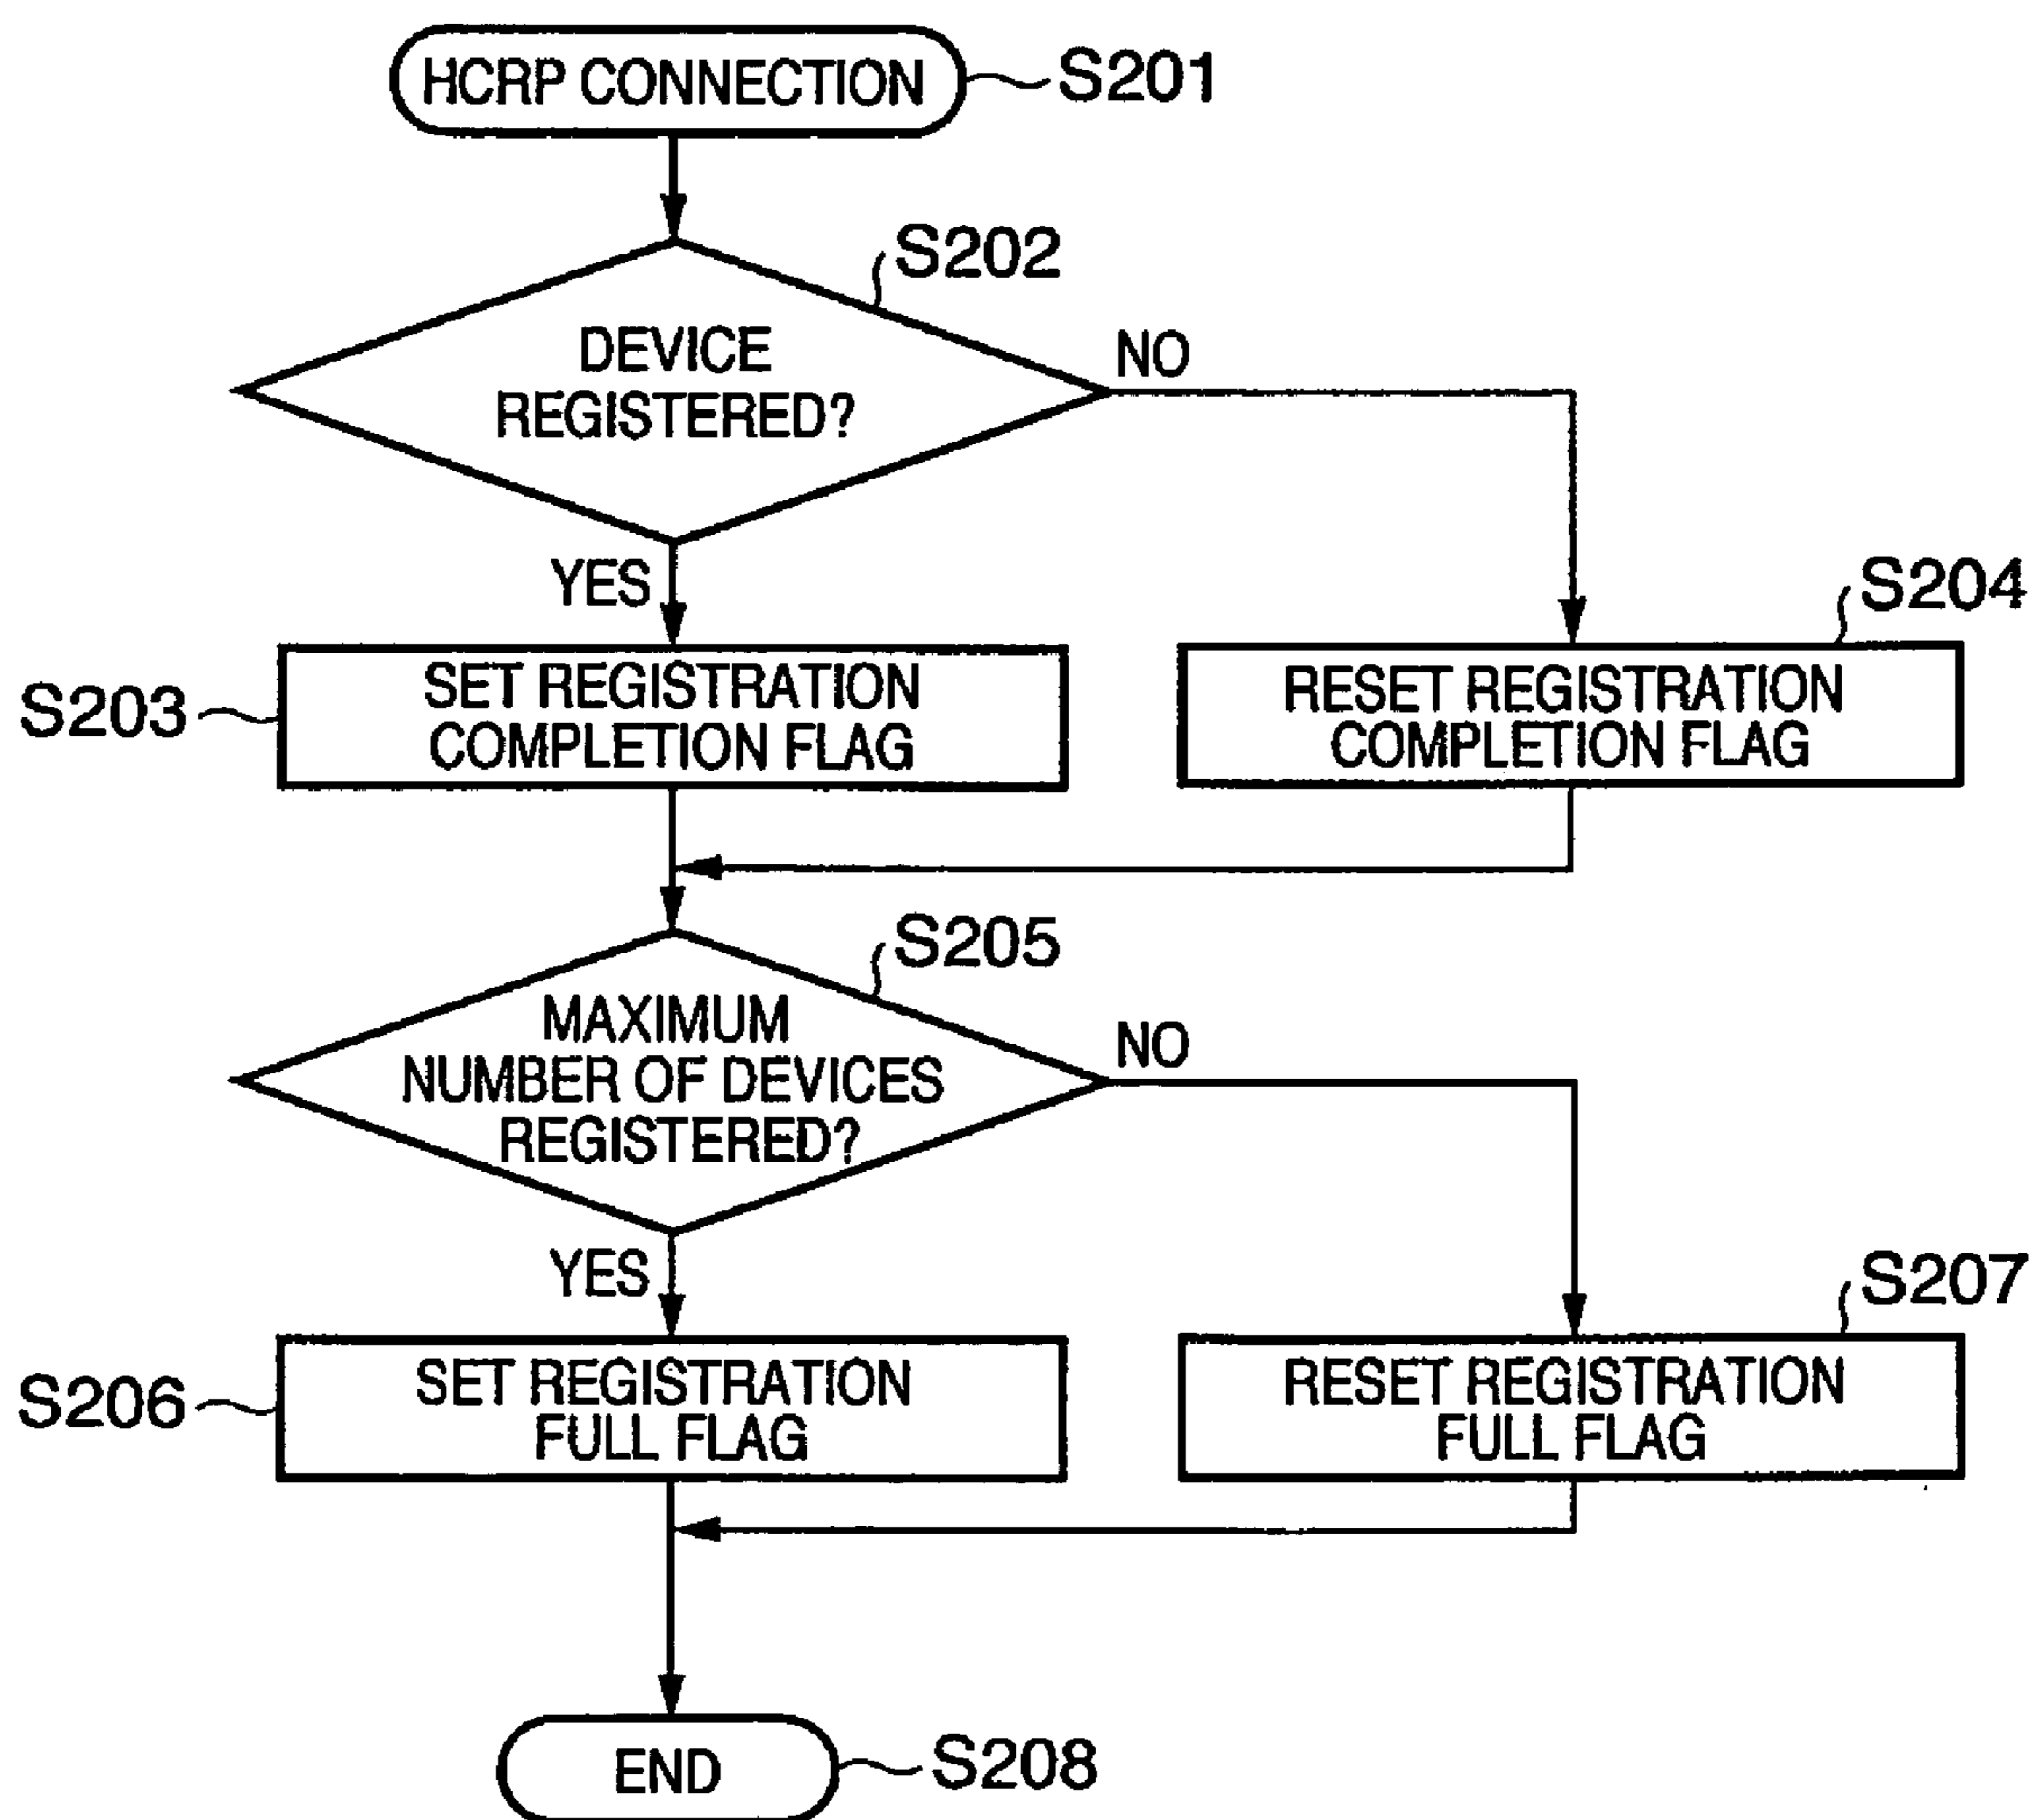 HCRP CONNECTION
S201
S202
DEVICE
REGISTERED?
NO
YES
S204
S203
SET REGISTRATION
COMPLETION FLAG
RESET REGISTRATION
COMPLETION FLAG
S205
MAXIMUM
NUMBER OF DEVICES
REGISTERED?
NO
YES
S207
S206
SET REGISTRATION
FULL FLAG
RESET REGISTRATION
FULL FLAG
END
S208